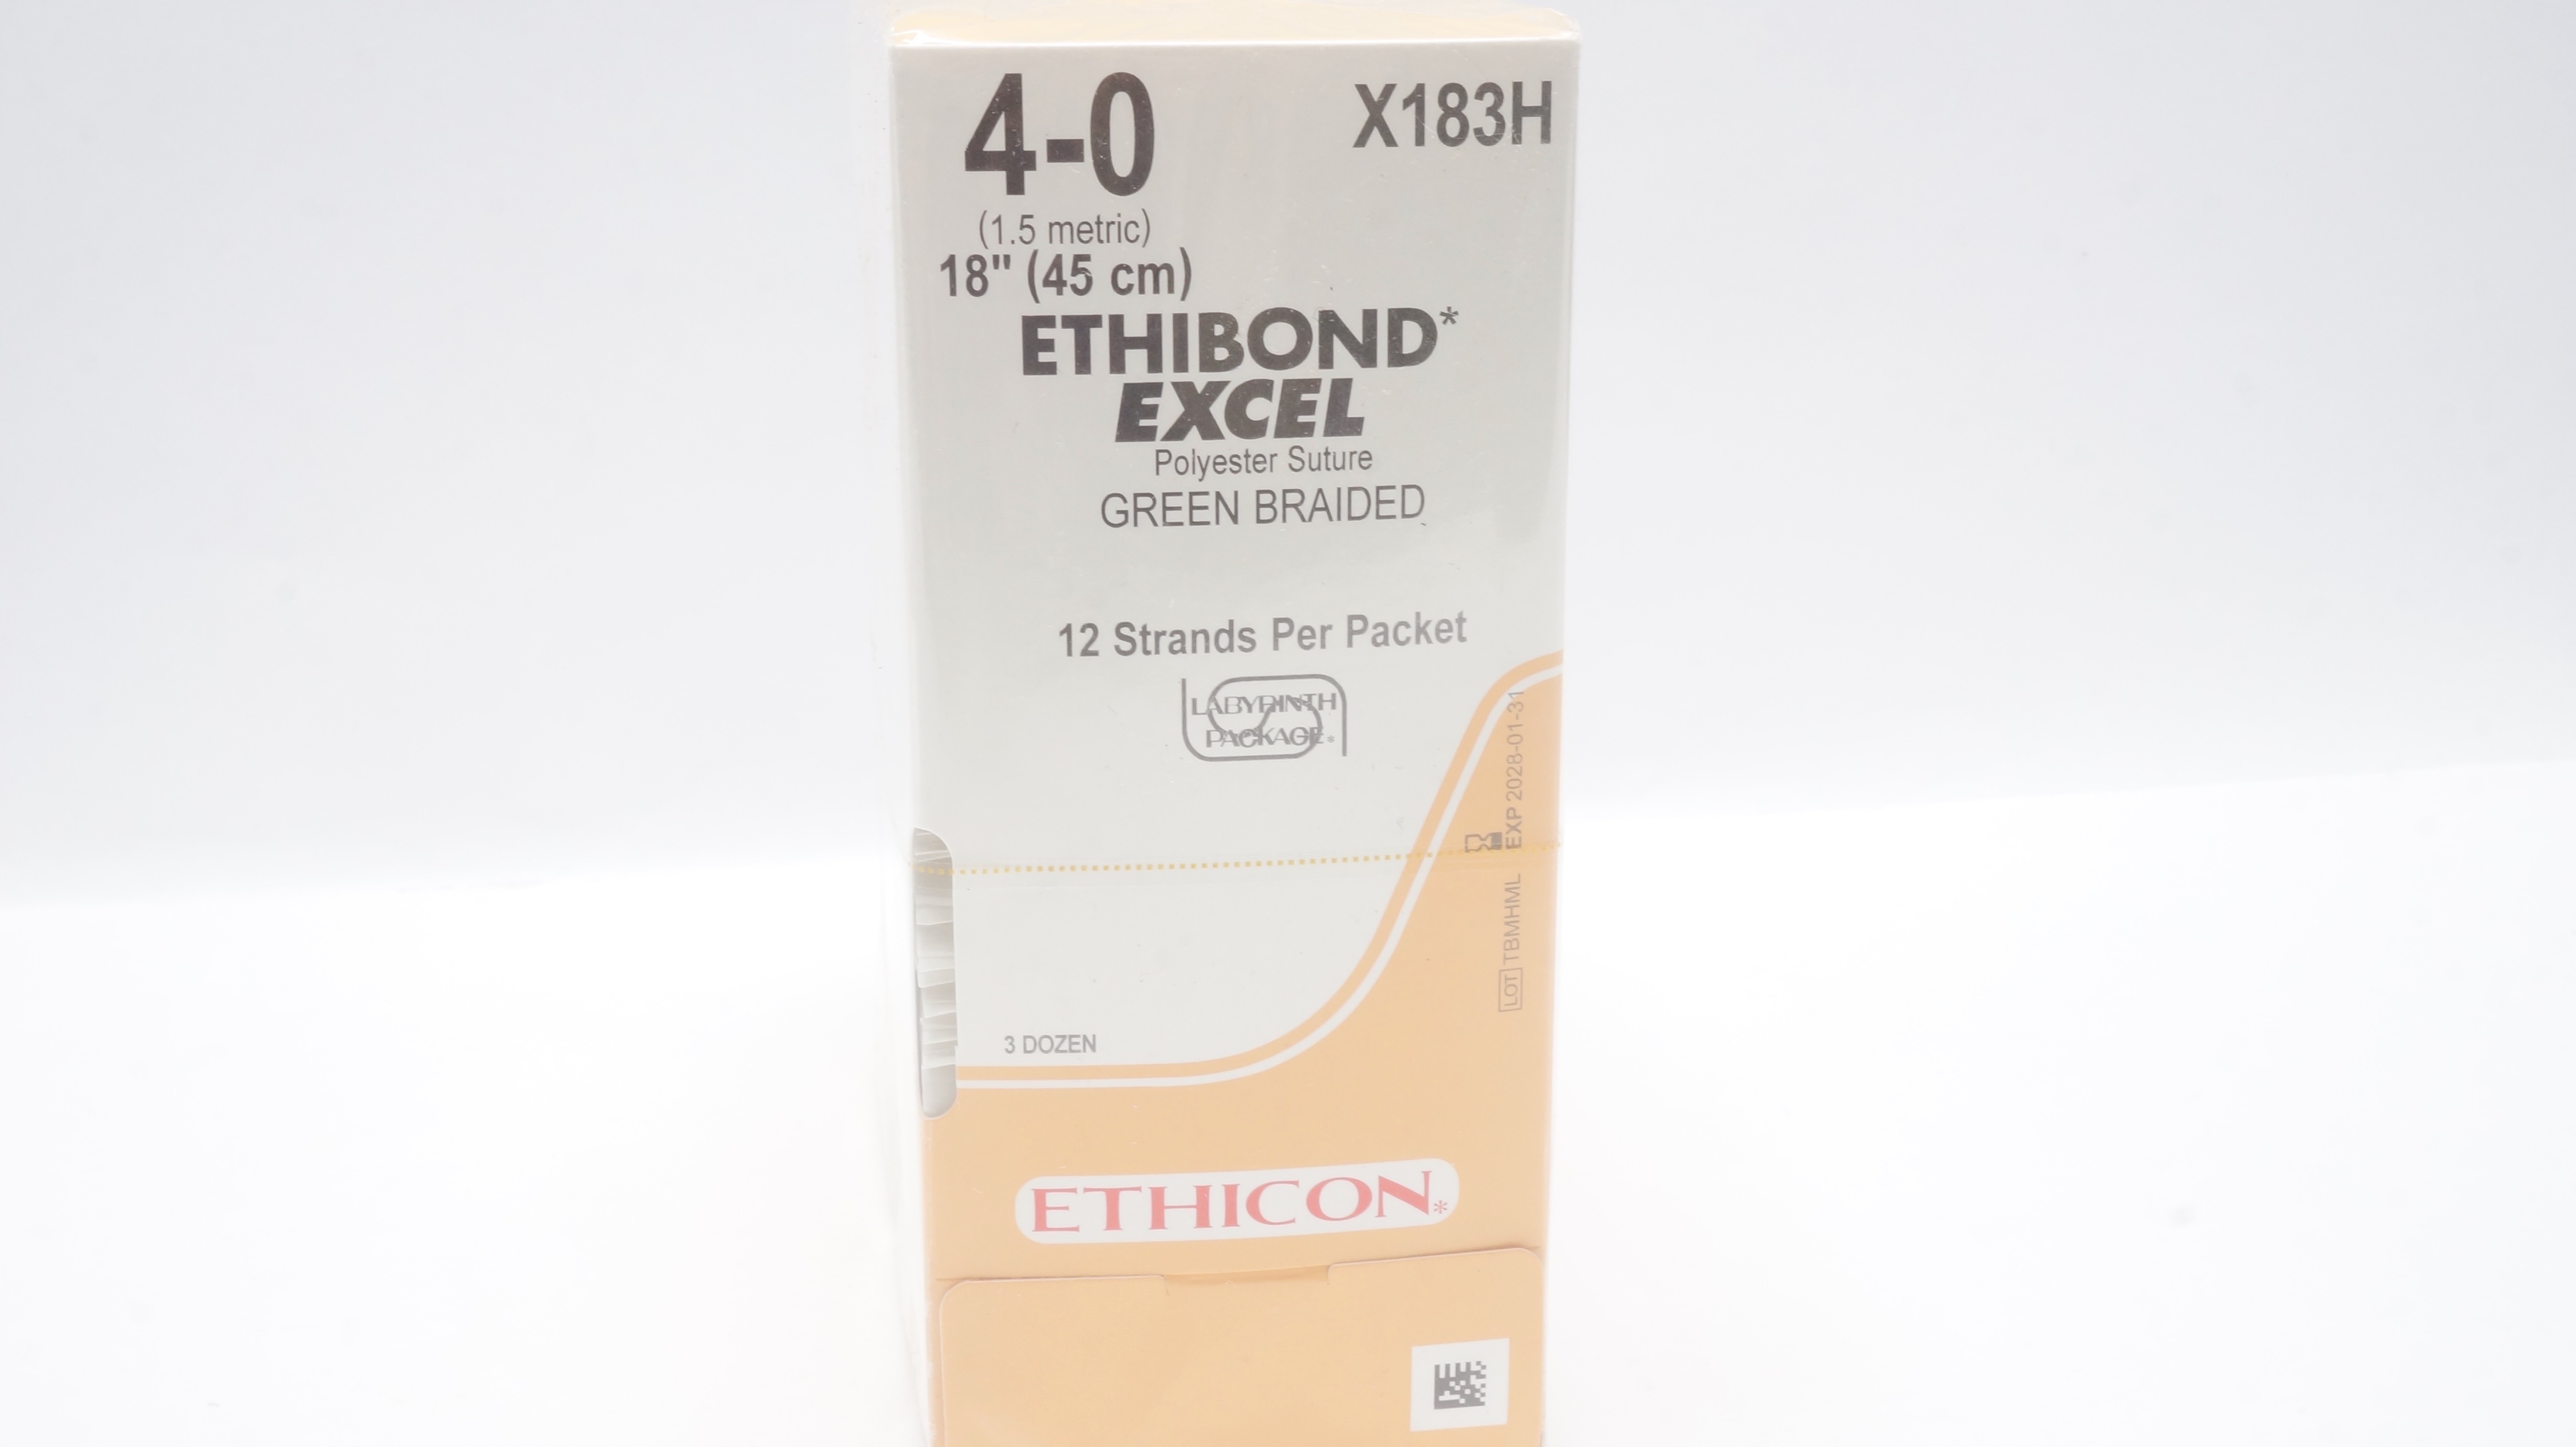 4-0
X183H
(1.5 metric)
18" (45 cm)
ETHIBOND*
EXCEL
Polyester Suture
GREEN BRAIDED
12 Strands Per Packet
LABYRINTH
PACKAGE*
EXP 2028-01-31
LOT TBMHML
3 DOZEN
ETHICON*